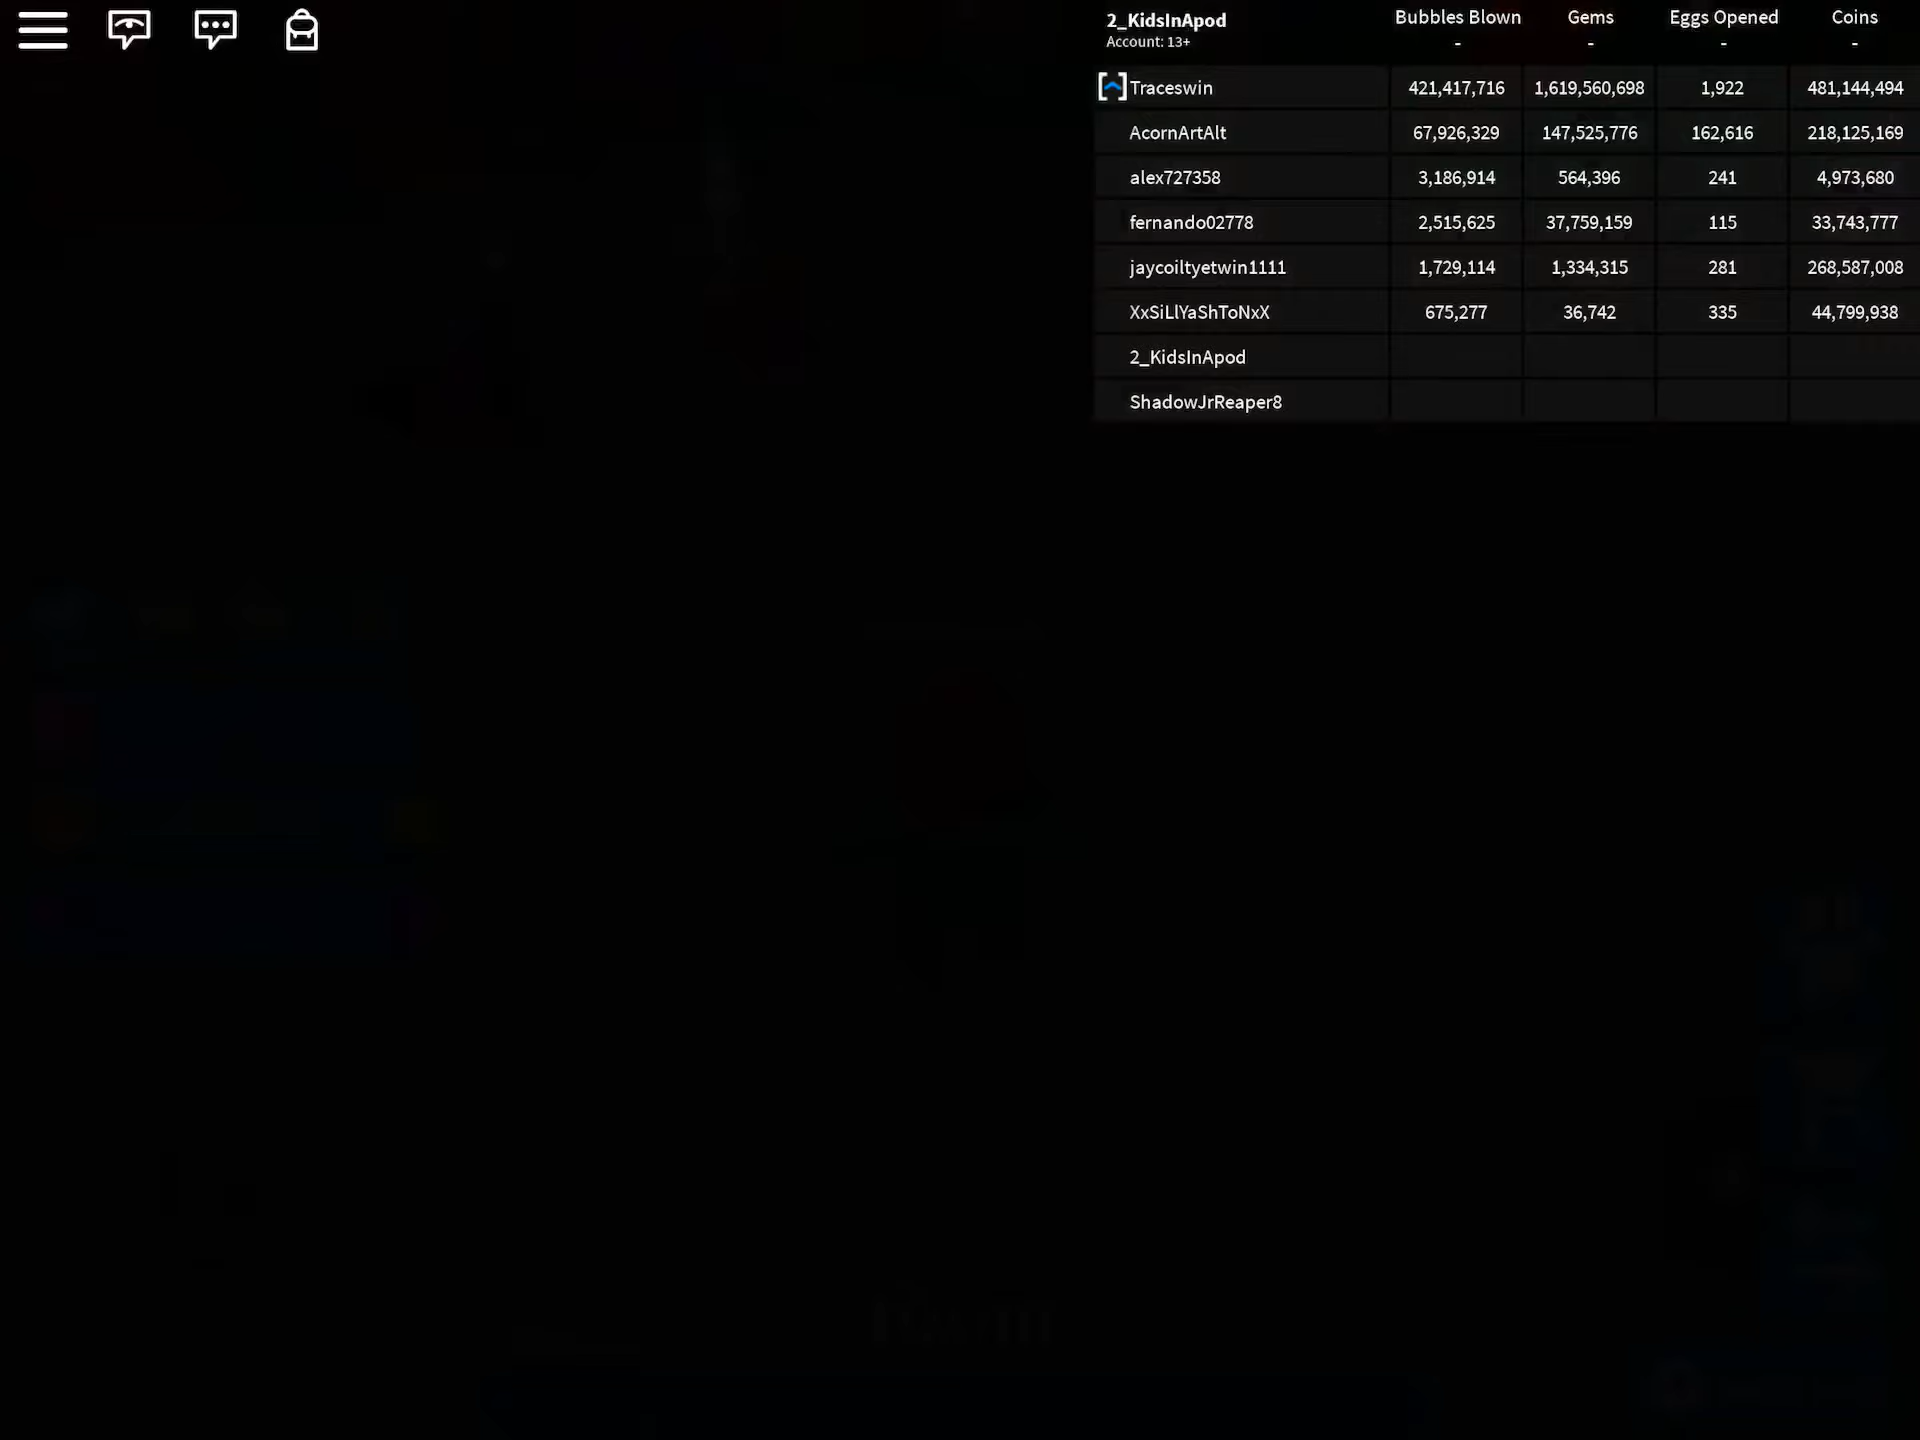 2_KidsInApod Bubbles Blown Gems Eggs Opened Coins
Account: 13+ - - - -
Traceswin 421,417,716 1,619,560,698 1,922 481,144,494
AcornArtAlt 67,926,329 147,525,776 162,616 218,125,169
alex727358 3,186,914 564,396 241 4,973,680
fernando02778 2,515,625 37,759,159 115 33,743,777
jaycoiltyetwin1111 1,729,114 1,334,315 281 268,587,008
XxSiLlYaShToNxX 675,277 36,742 335 44,799,938
2_KidsInApod
ShadowJrReaper8